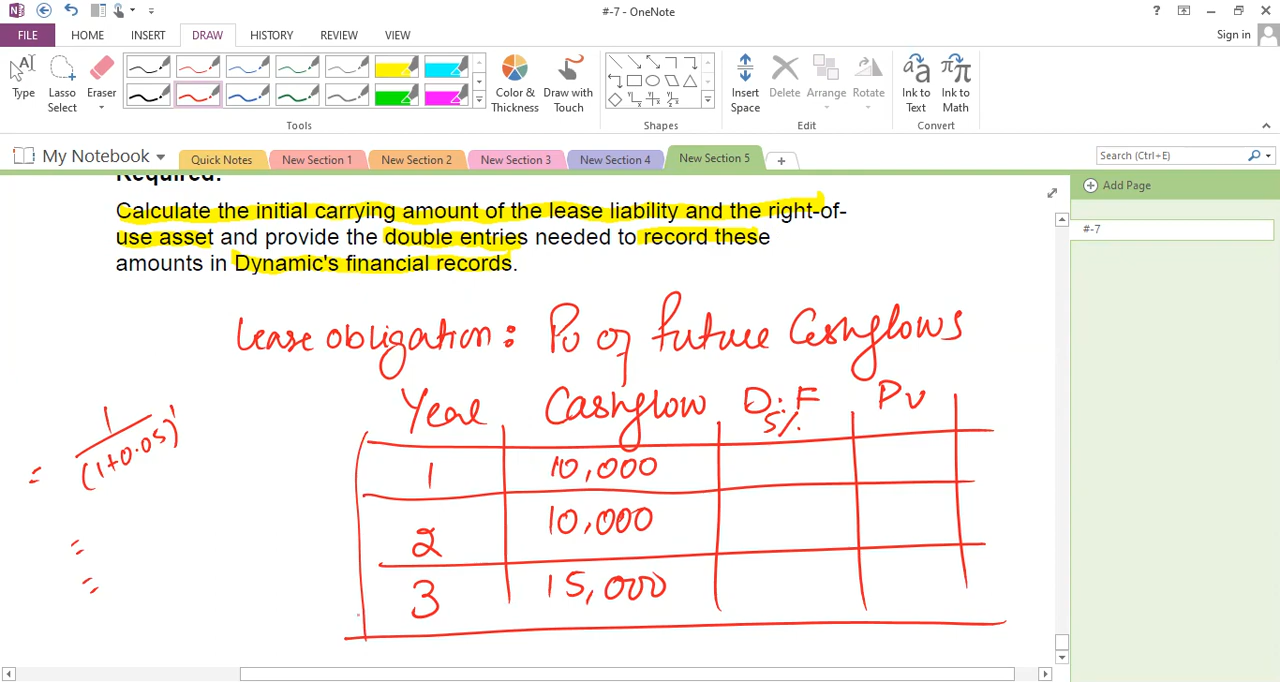 #-7 - OneNote
?
FILE HOME INSERT DRAW HISTORY REVIEW VIEW
Sign in
Type Lasso Select Eraser
Color & Thickness Draw with Touch
Insert Space Delete Arrange Rotate
Ink to Text Ink to Math
Tools Shapes Edit Convert
My Notebook Quick Notes New Section 1 New Section 2 New Section 3 New Section 4 New Section 5
Search (Ctrl+E)
Add Page
#-7
Required:
Calculate the initial carrying amount of the lease liability and the right-of-
use asset and provide the double entries needed to record these
amounts in Dynamic's financial records.
Lease obligation: Pv of future Cashflows
Year Cashflow D.F 5% Pv
1 10,000
2 10,000
3 15,000
= 1/(1+0.05)¹
=
=